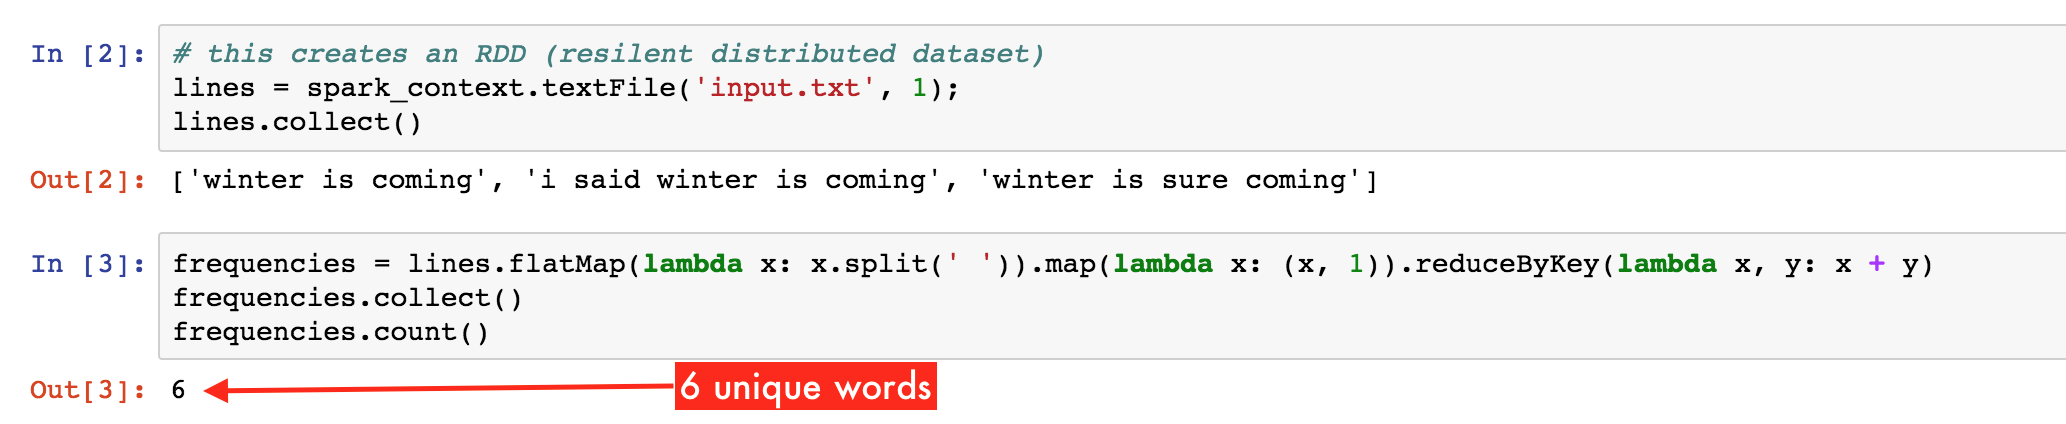 In [2]: # this creates an RDD (resilent distributed dataset)
lines = spark_context.textFile('input.txt', 1);
lines.collect()
Out[2]: ['winter is coming', 'i said winter is coming', 'winter is sure coming']
In [3]: frequencies = lines.flatMap(lambda x: x.split(' ')).map(lambda x: (x, 1)).reduceByKey(lambda x, y: x + y)
frequencies.collect()
frequencies.count()
Out[3]: 6 6 unique words